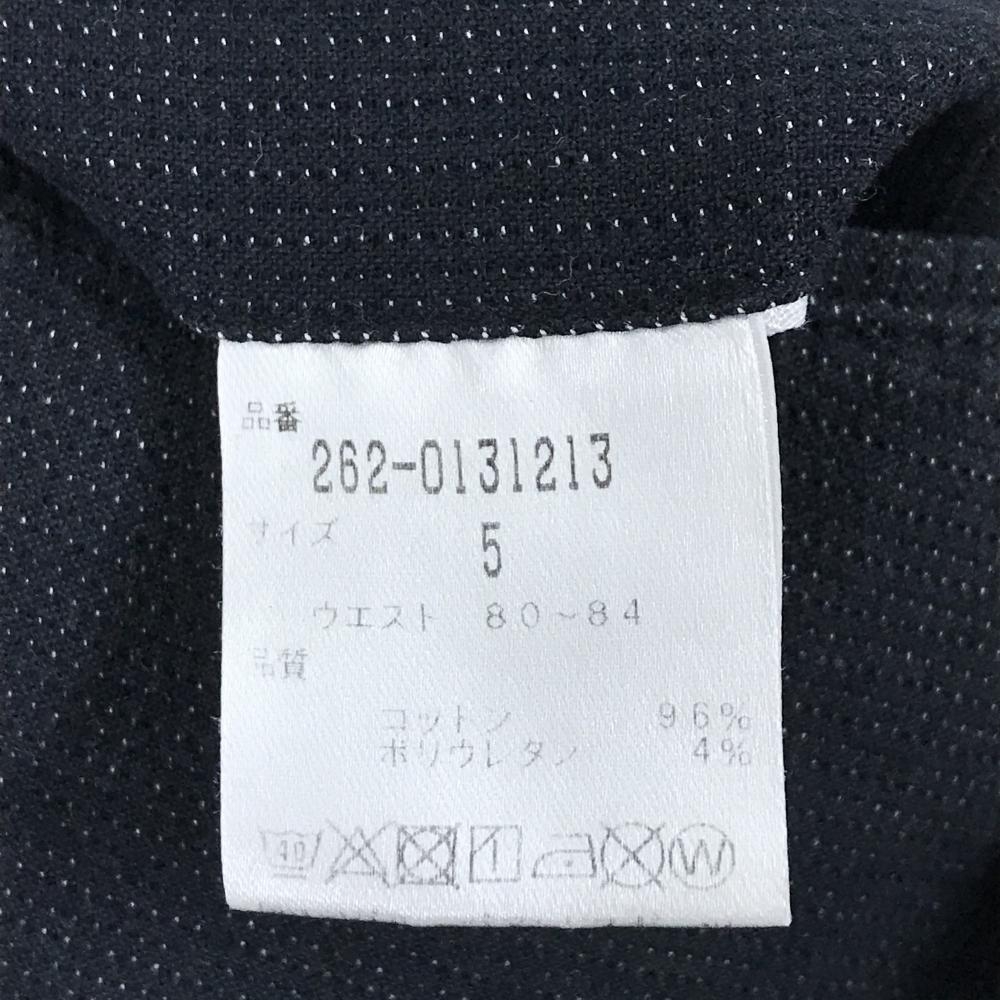 品番
262-0131213
サイズ 5
ウエスト 80~84
品質
コットン 96%
ポリウレタン 4%
40 W